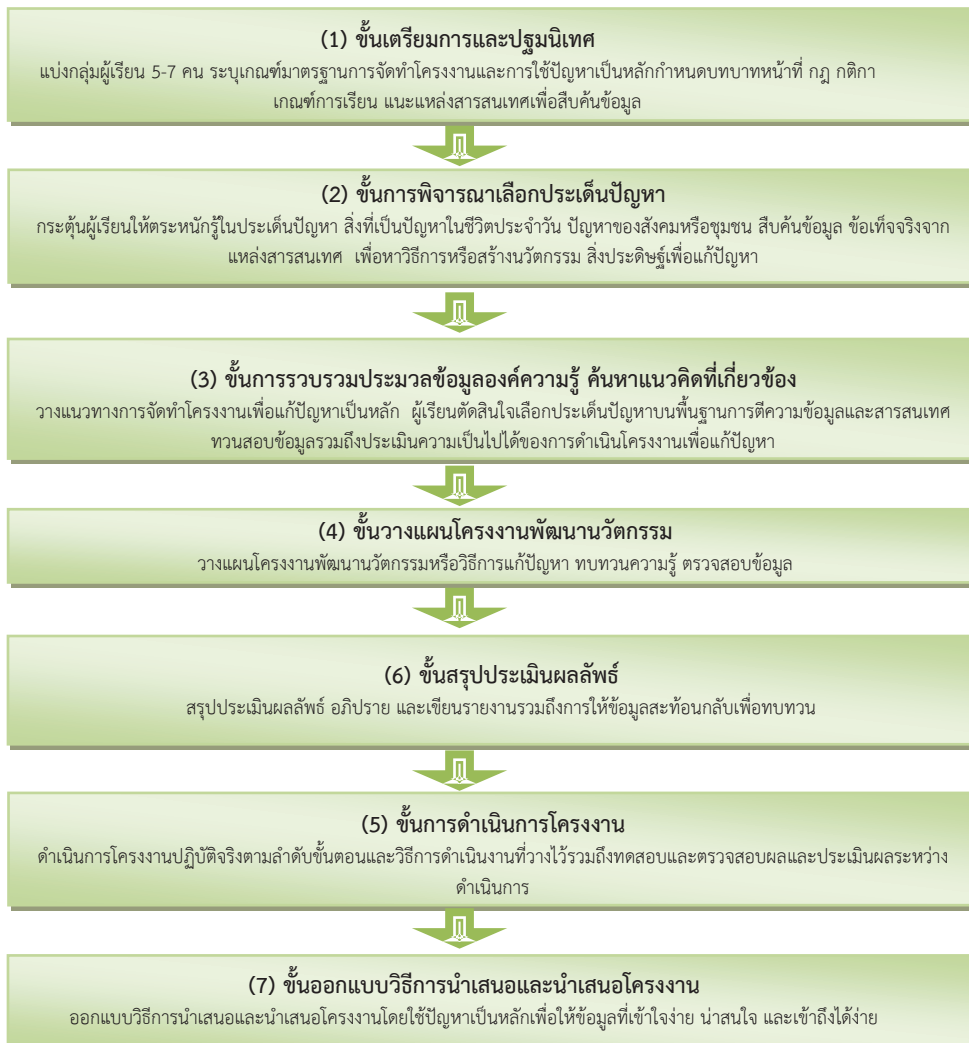 (1) ขั้นเตรียมการและปฐมนิเทศ
แบ่งกลุ่มผู้เรียน 5-7 คน ระบุเกณฑ์มาตรฐานการจัดทำโครงงานและการใช้ปัญหาเป็นหลักกำหนดบทบาทหน้าที่ กฎ กติกา
เกณฑ์การเรียน แนะแหล่งสารสนเทศเพื่อสืบค้นข้อมูล
(2) ขั้นการพิจารณาเลือกประเด็นปัญหา
กระตุ้นผู้เรียนให้ตระหนักรู้ในประเด็นปัญหา สิ่งที่เป็นปัญหาในชีวิตประจำวัน ปัญหาของสังคมหรือชุมชน สืบค้นข้อมูล ข้อเท็จจริงจาก
แหล่งสารสนเทศ เพื่อหาวิธีการหรือสร้างนวัตกรรม สิ่งประดิษฐ์เพื่อแก้ปัญหา
(3) ขั้นการรวบรวมประมวลข้อมูลองค์ความรู้ ค้นหาแนวคิดที่เกี่ยวข้อง
วางแนวทางการจัดทำโครงงานเพื่อแก้ปัญหาเป็นหลัก ผู้เรียนตัดสินใจเลือกประเด็นปัญหาบนพื้นฐานการตีความข้อมูลและสารสนเทศ
ทวนสอบข้อมูลรวมถึงประเมินความเป็นไปได้ของการดำเนินโครงงานเพื่อแก้ปัญหา
(4) ขั้นวางแผนโครงงานพัฒนานวัตกรรม
วางแผนโครงงานพัฒนานวัตกรรมหรือวิธีการแก้ปัญหา ทบทวนความรู้ ตรวจสอบข้อมูล
(6) ขั้นสรุปประเมินผลลัพธ์
สรุปประเมินผลลัพธ์ อภิปราย และเขียนรายงานรวมถึงการให้ข้อมูลสะท้อนกลับเพื่อทบทวน
(5) ขั้นการดำเนินการโครงงาน
ดำเนินการโครงงานปฏิบัติจริงตามลำดับขั้นตอนและวิธีการดำเนินงานที่วางไว้รวมถึงทดสอบและตรวจสอบผลและประเมินผลระหว่าง
ดำเนินการ
(7) ขั้นออกแบบวิธีการนำเสนอและนำเสนอโครงงาน
ออกแบบวิธีการนำเสนอและนำเสนอโครงงานโดยใช้ปัญหาเป็นหลักเพื่อให้ข้อมูลที่เข้าใจง่าย น่าสนใจ และเข้าถึงได้ง่าย